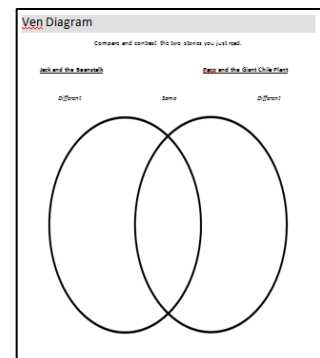 Ven Diagram
Compare and contrast the two stories you just read.
Jack and the Beanstalk Paco and the Giant Chile Plant
Different Same Different